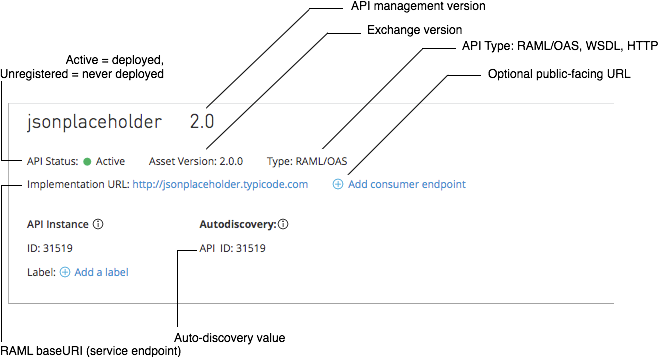 API management version
Exchange version
Active = deployed,
Unregistered = never deployed
API Type: RAML/OAS, WSDL, HTTP
Optional public-facing URL
jsonplaceholder 2.0
API Status: Active Asset Version: 2.0.0 Type: RAML/OAS
Implementation URL: http://jsonplaceholder.typicode.com Add consumer endpoint
API Instance Autodiscovery:
ID: 31519 API ID: 31519
Label: Add a label
Auto-discovery value
RAML baseURI (service endpoint)